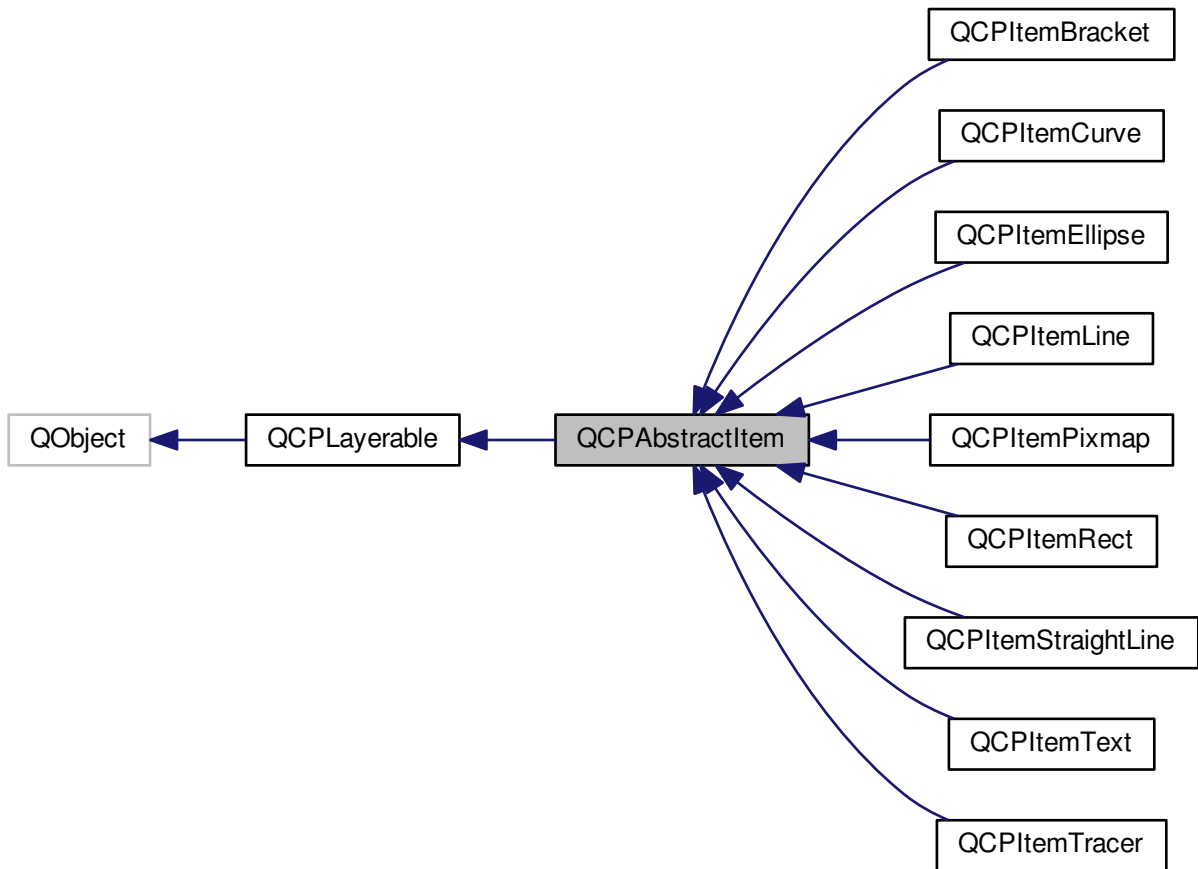 QCPItemBracket
QCPItemCurve
QCPItemEllipse
QCPItemLine
QObject
QCPLayerable
QCPAbstractItem
QCPItemPixmap
QCPItemRect
QCPItemStraightLine
QCPItemText
QCPItemTracer